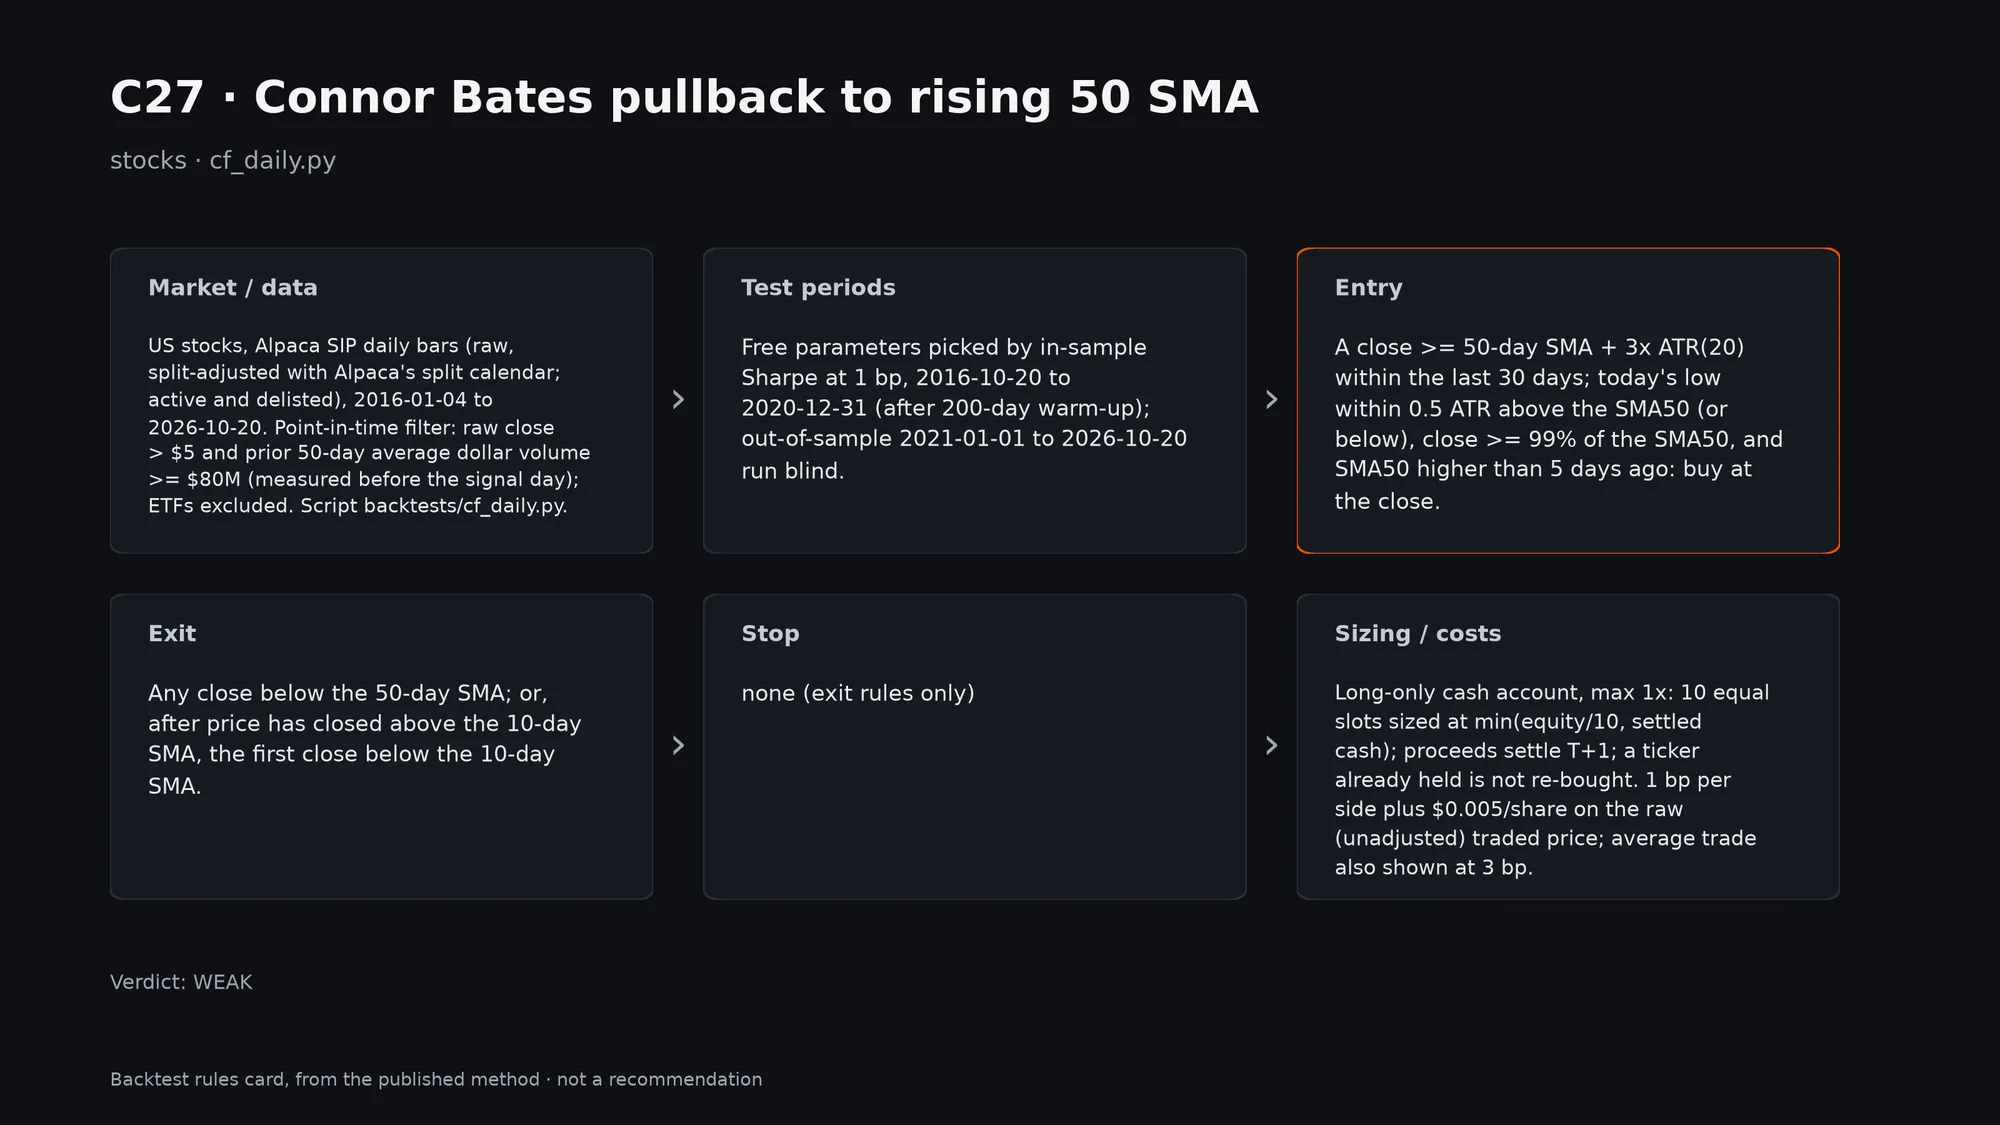 C27 · Connor Bates pullback to rising 50 SMA
stocks · cf_daily.py
Market / data
US stocks, Alpaca SIP daily bars (raw,
split-adjusted with Alpaca's split calendar;
active and delisted), 2016-01-04 to
2026-10-20. Point-in-time filter: raw close
> $5 and prior 50-day average dollar volume
>= $80M (measured before the signal day);
ETFs excluded. Script backtests/cf_daily.py.
›
Test periods
Free parameters picked by in-sample
Sharpe at 1 bp, 2016-10-20 to
2020-12-31 (after 200-day warm-up);
out-of-sample 2021-01-01 to 2026-10-20
run blind.
›
Entry
A close >= 50-day SMA + 3x ATR(20)
within the last 30 days; today's low
within 0.5 ATR above the SMA50 (or
below), close >= 99% of the SMA50, and
SMA50 higher than 5 days ago: buy at
the close.
Exit
Any close below the 50-day SMA; or,
after price has closed above the 10-day
SMA, the first close below the 10-day
SMA.
›
Stop
none (exit rules only)
›
Sizing / costs
Long-only cash account, max 1x: 10 equal
slots sized at min(equity/10, settled
cash); proceeds settle T+1; a ticker
already held is not re-bought. 1 bp per
side plus $0.005/share on the raw
(unadjusted) traded price; average trade
also shown at 3 bp.
Verdict: WEAK
Backtest rules card, from the published method · not a recommendation